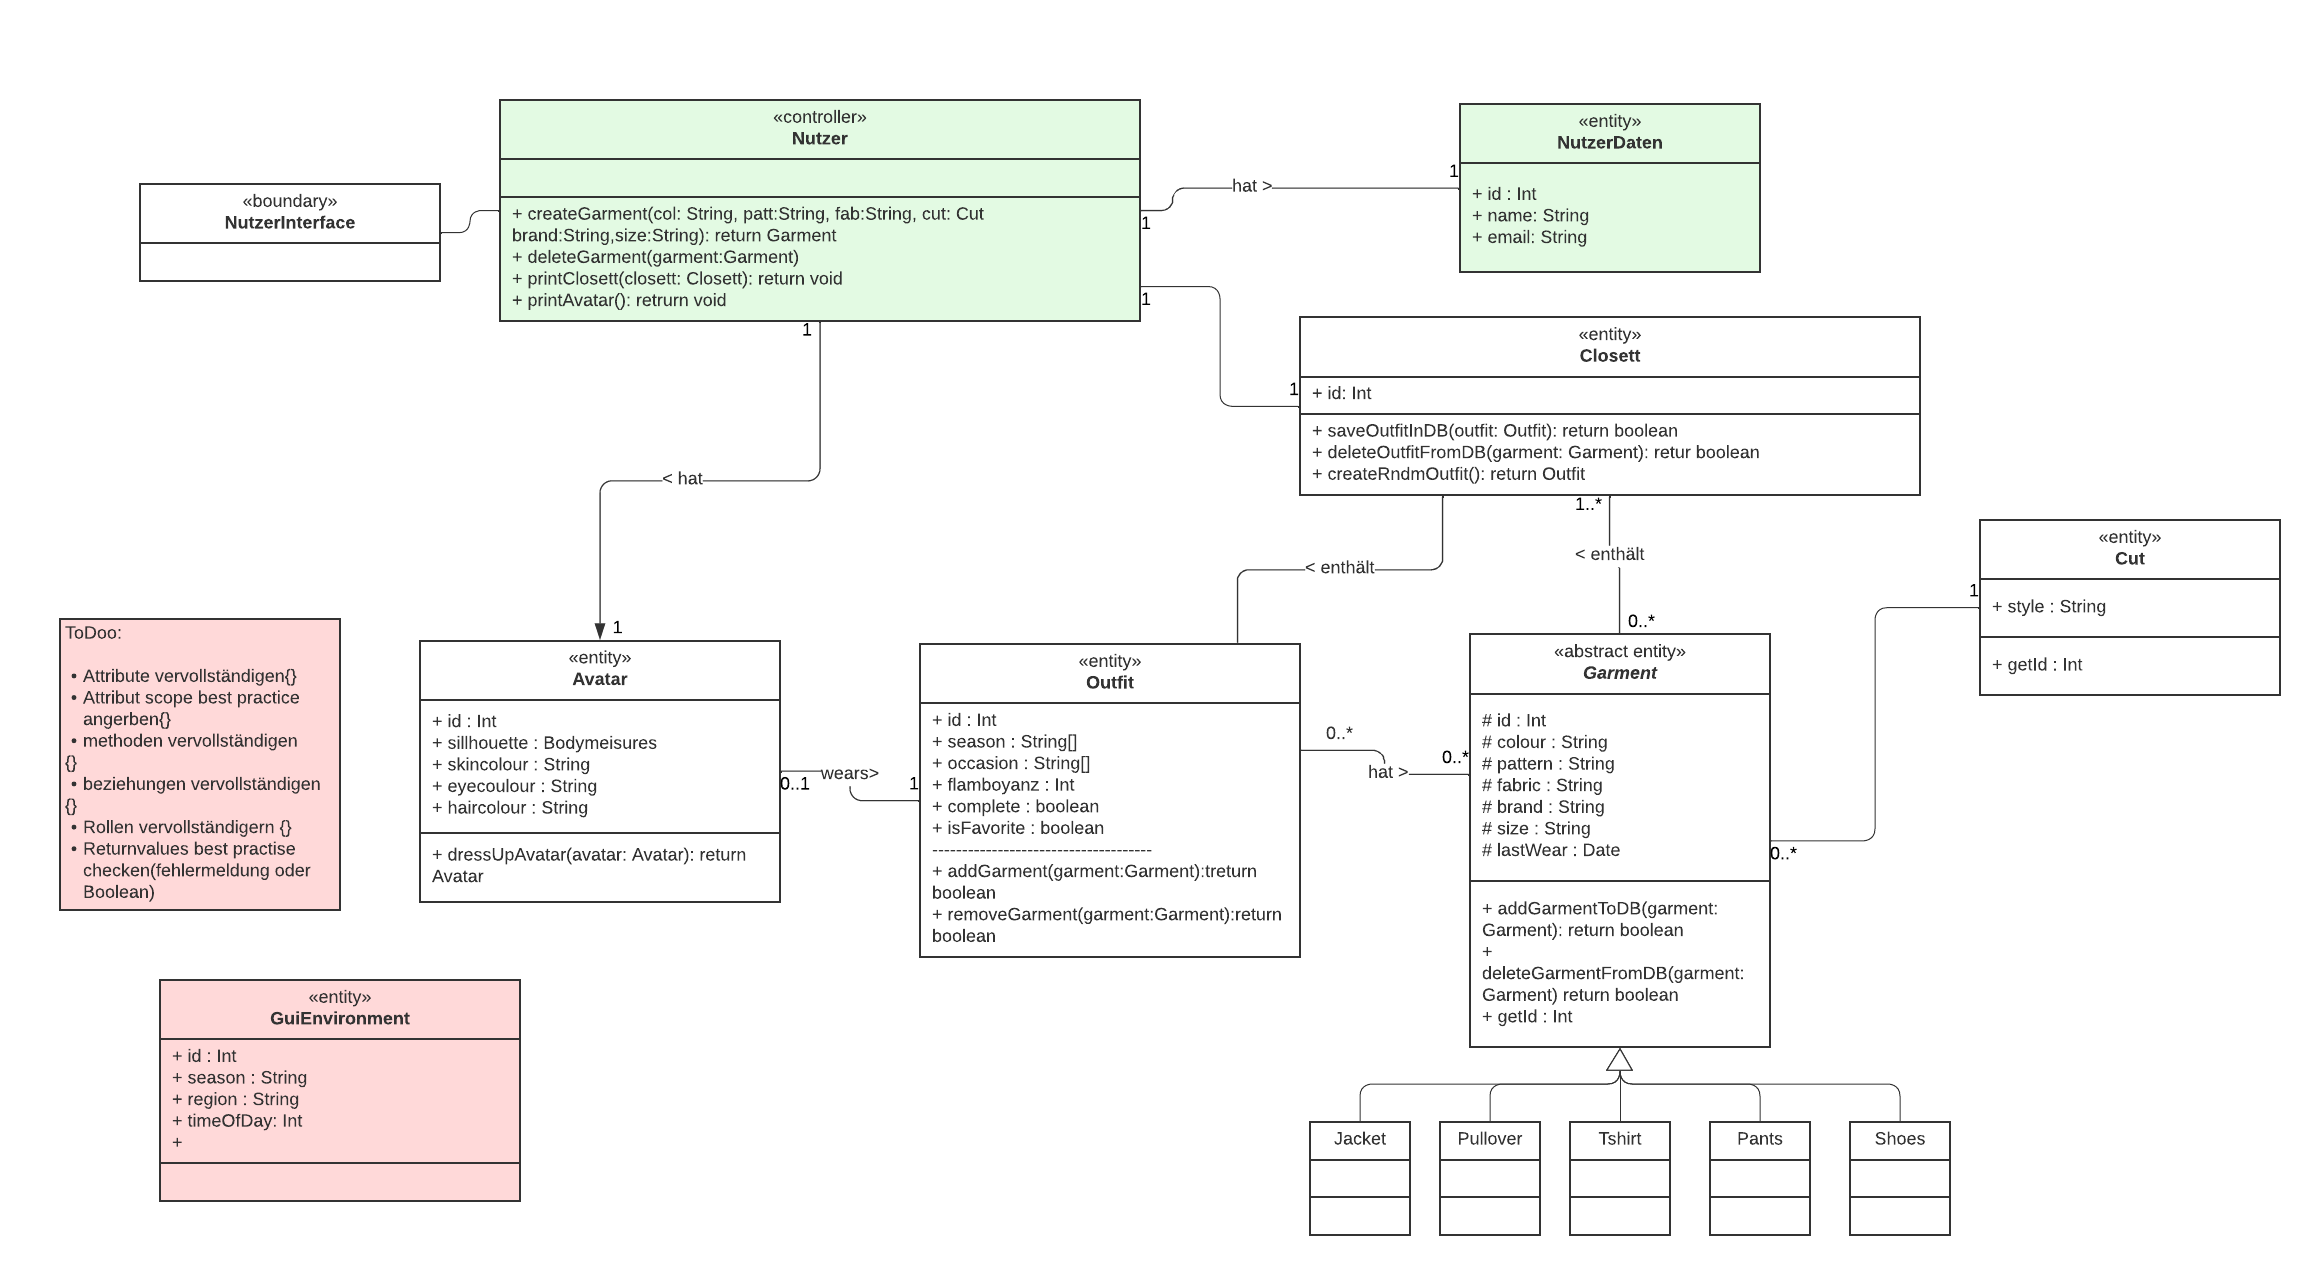 «controller»
Nutzer
+ createGarment(col: String, patt:String, fab:String, cut: Cut
brand:String,size:String): return Garment
+ deleteGarment(garment:Garment)
+ printClosett(closett: Closett): return void
+ printAvatar(): retrurn void
«entity»
NutzerDaten
+ id : Int
+ name: String
+ email: String
«boundary»
NutzerInterface
hat >
1
1
1
1
1
«entity»
Closett
+ id: Int
+ saveOutfitInDB(outfit: Outfit): return boolean
+ deleteOutfitFromDB(garment: Garment): retur boolean
+ createRndmOutfit(): return Outfit
< hat
1
< enthält
1..*
< enthält
0..*
«entity»
Cut
+ style : String
+ getId : Int
1
0..*
ToDoo:
• Attribute vervollständigen{}
• Attribut scope best practice
angerben{}
• methoden vervollständigen
{}
• beziehungen vervollständigen
{}
• Rollen vervollständigern {}
• Returnvalues best practise
checken(fehlermeldung oder
Boolean)
«entity»
Avatar
+ id : Int
+ sillhouette : Bodymeisures
+ skincolour : String
+ eyecoulour : String
+ haircolour : String
+ dressUpAvatar(avatar: Avatar): return
Avatar
0..1
wears>
1
«entity»
Outfit
+ id : Int
+ season : String[]
+ occasion : String[]
+ flamboyanz : Int
+ complete : boolean
+ isFavorite : boolean
-------------------------------------
+ addGarment(garment:Garment):treturn
boolean
+ removeGarment(garment:Garment):return
boolean
0..*
hat >
0..*
«abstract entity»
Garment
# id : Int
# colour : String
# pattern : String
# fabric : String
# brand : String
# size : String
# lastWear : Date
+ addGarmentToDB(garment:
Garment): return boolean
+
deleteGarmentFromDB(garment:
Garment) return boolean
+ getId : Int
«entity»
GuiEnvironment
+ id : Int
+ season : String
+ region : String
+ timeOfDay: Int
+
Jacket
Pullover
Tshirt
Pants
Shoes